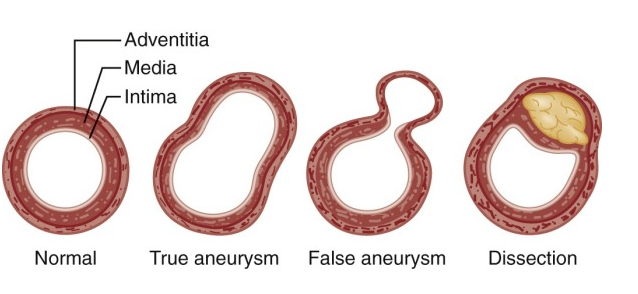 Adventitia
Media
Intima
Normal
True aneurysm
False aneurysm
Dissection